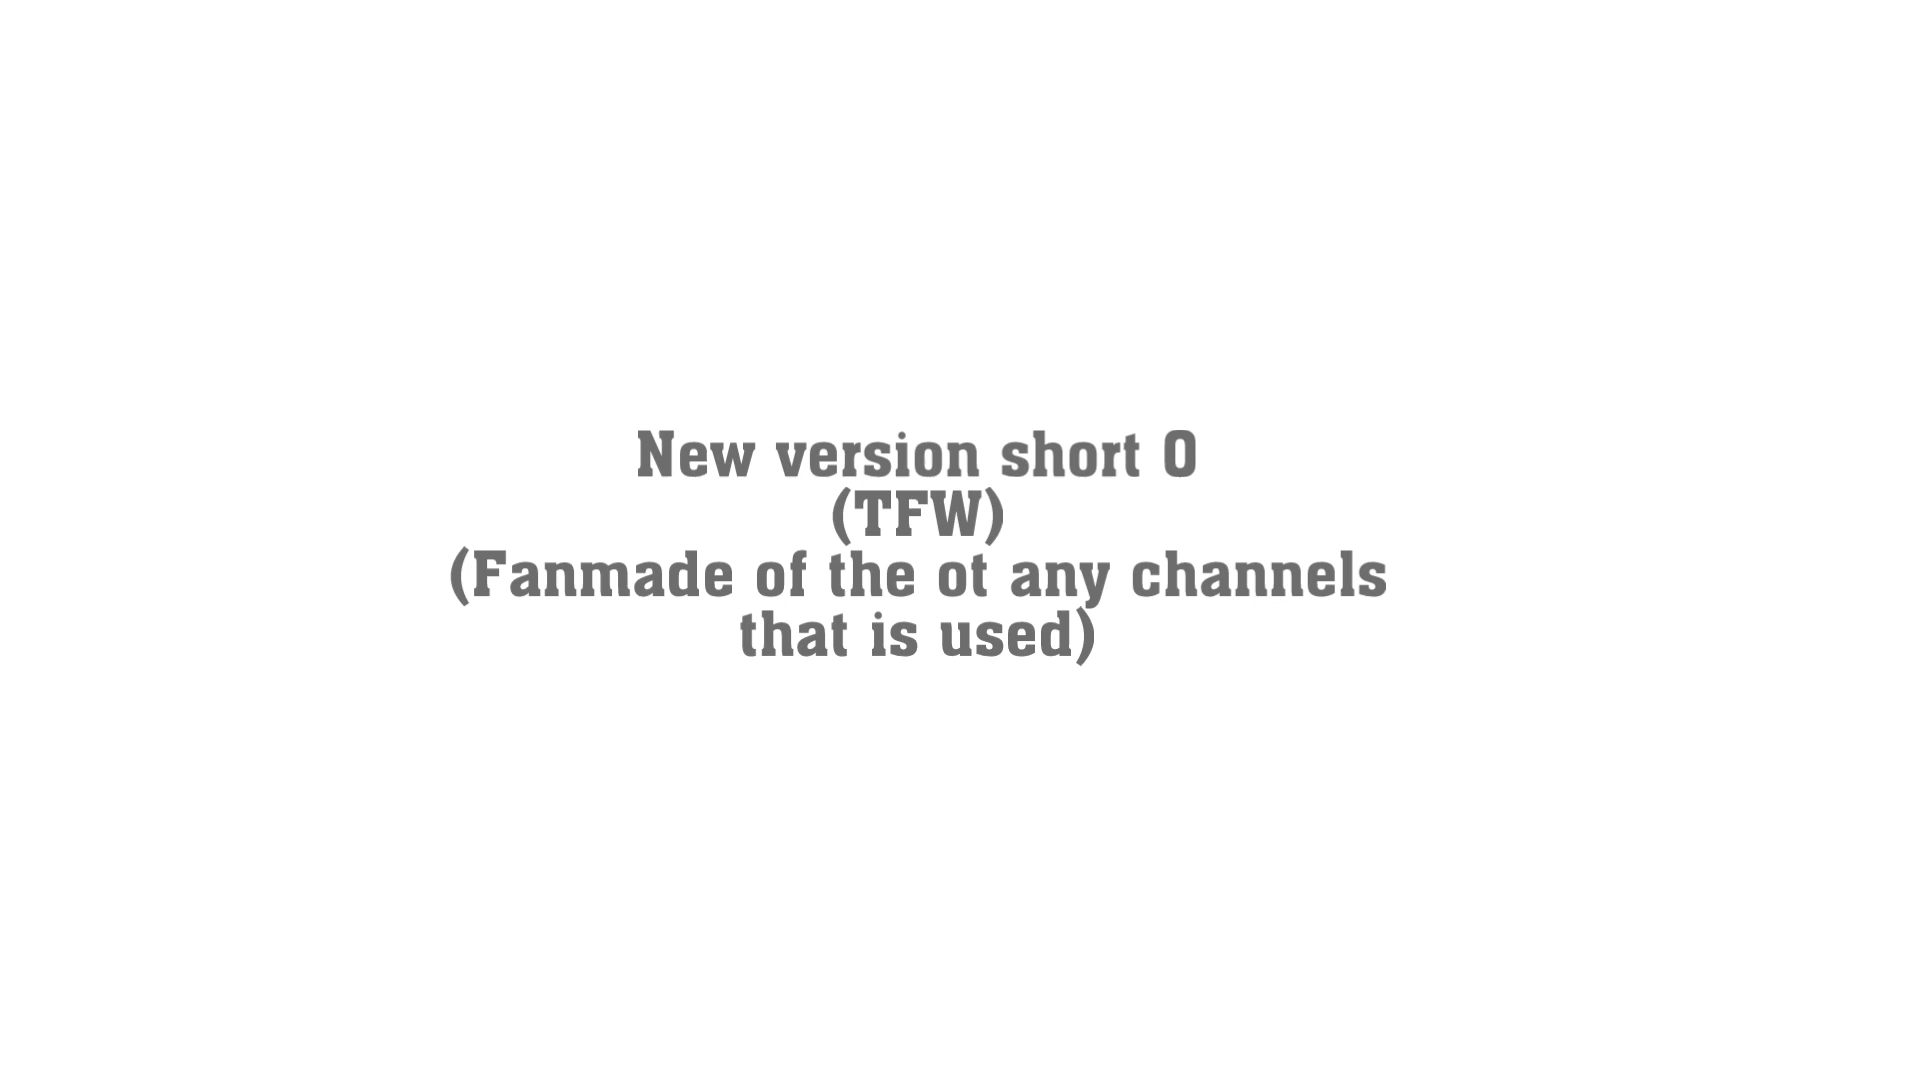 New version short 0
(TFW)
(Fanmade of the ot any channels
that is used)